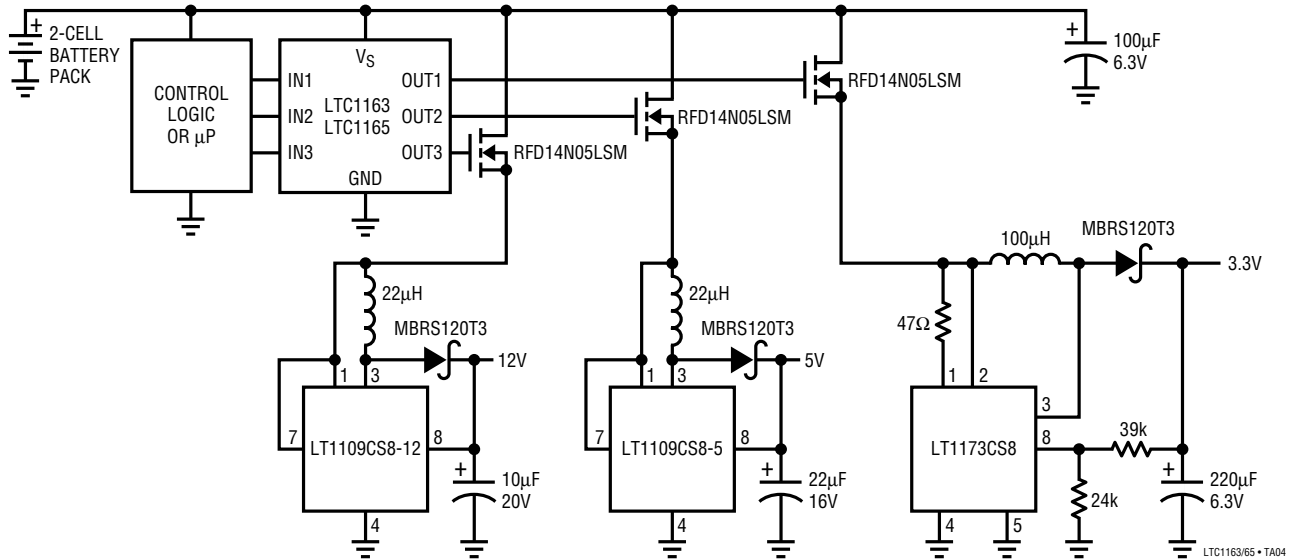 +
2-CELL
BATTERY
PACK
CONTROL
LOGIC
OR μP
IN1
IN2
IN3
VS
LTC1163
LTC1165
GND
OUT1
OUT2
OUT3
RFD14N05LSM
RFD14N05LSM
RFD14N05LSM
+
100μF
6.3V
22μH
MBRS120T3
12V
1
3
7
LT1109CS8-12
8
4
+
10μF
20V
22μH
MBRS120T3
5V
1
3
7
LT1109CS8-5
8
4
+
22μF
16V
100μH
MBRS120T3
3.3V
47Ω
1
2
3
LT1173CS8
8
39k
24k
4
5
+
220μF
6.3V
LTC1163/65 • TA04